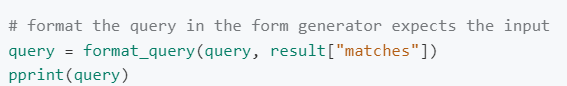 # format the query in the form generator expects the input
query = format_query(query, result["matches"])
pprint(query)